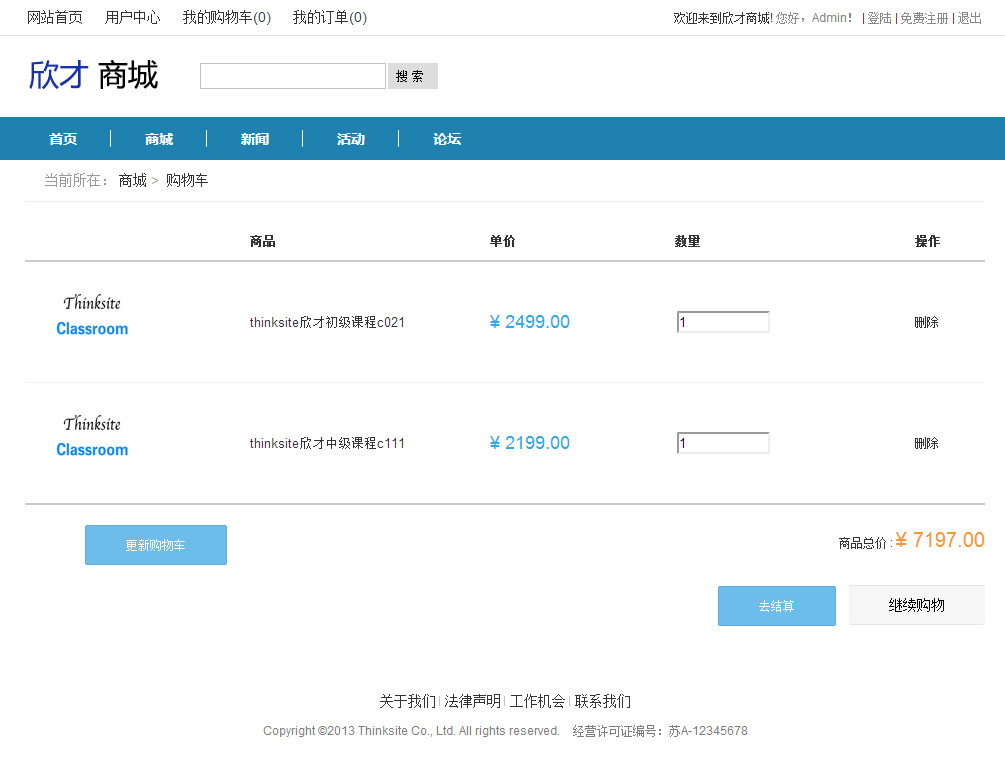 网站首页 用户中心 我的购物车(0) 我的订单(0) 欢迎来到欣才商城! 您好，Admin! | 登陆 | 免费注册 | 退出
欣才 商城 搜 索
首页 商城 新闻 活动 论坛
当前所在： 商城 > 购物车
商品 单价 数量 操作
Thinksite
Classroom thinksite欣才初级课程c021 ¥ 2499.00 1 删除
Thinksite
Classroom thinksite欣才中级课程c111 ¥ 2199.00 1 删除
更新购物车 商品总价 : ¥ 7197.00
去结算 继续购物
关于我们 | 法律声明 | 工作机会 | 联系我们
Copyright ©2013 Thinksite Co., Ltd. All rights reserved. 经营许可证编号：苏A-12345678